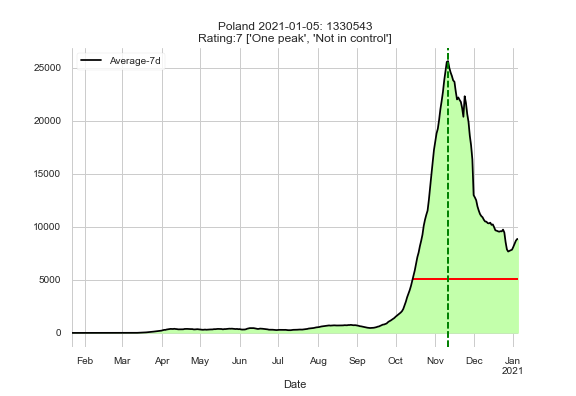 Poland 2021-01-05: 1330543
Rating:7 ['One peak', 'Not in control']
Average-7d
25000
20000
15000
10000
5000
0
Feb Mar Apr May Jun Jul Aug Sep Oct Nov Dec Jan
2021
Date